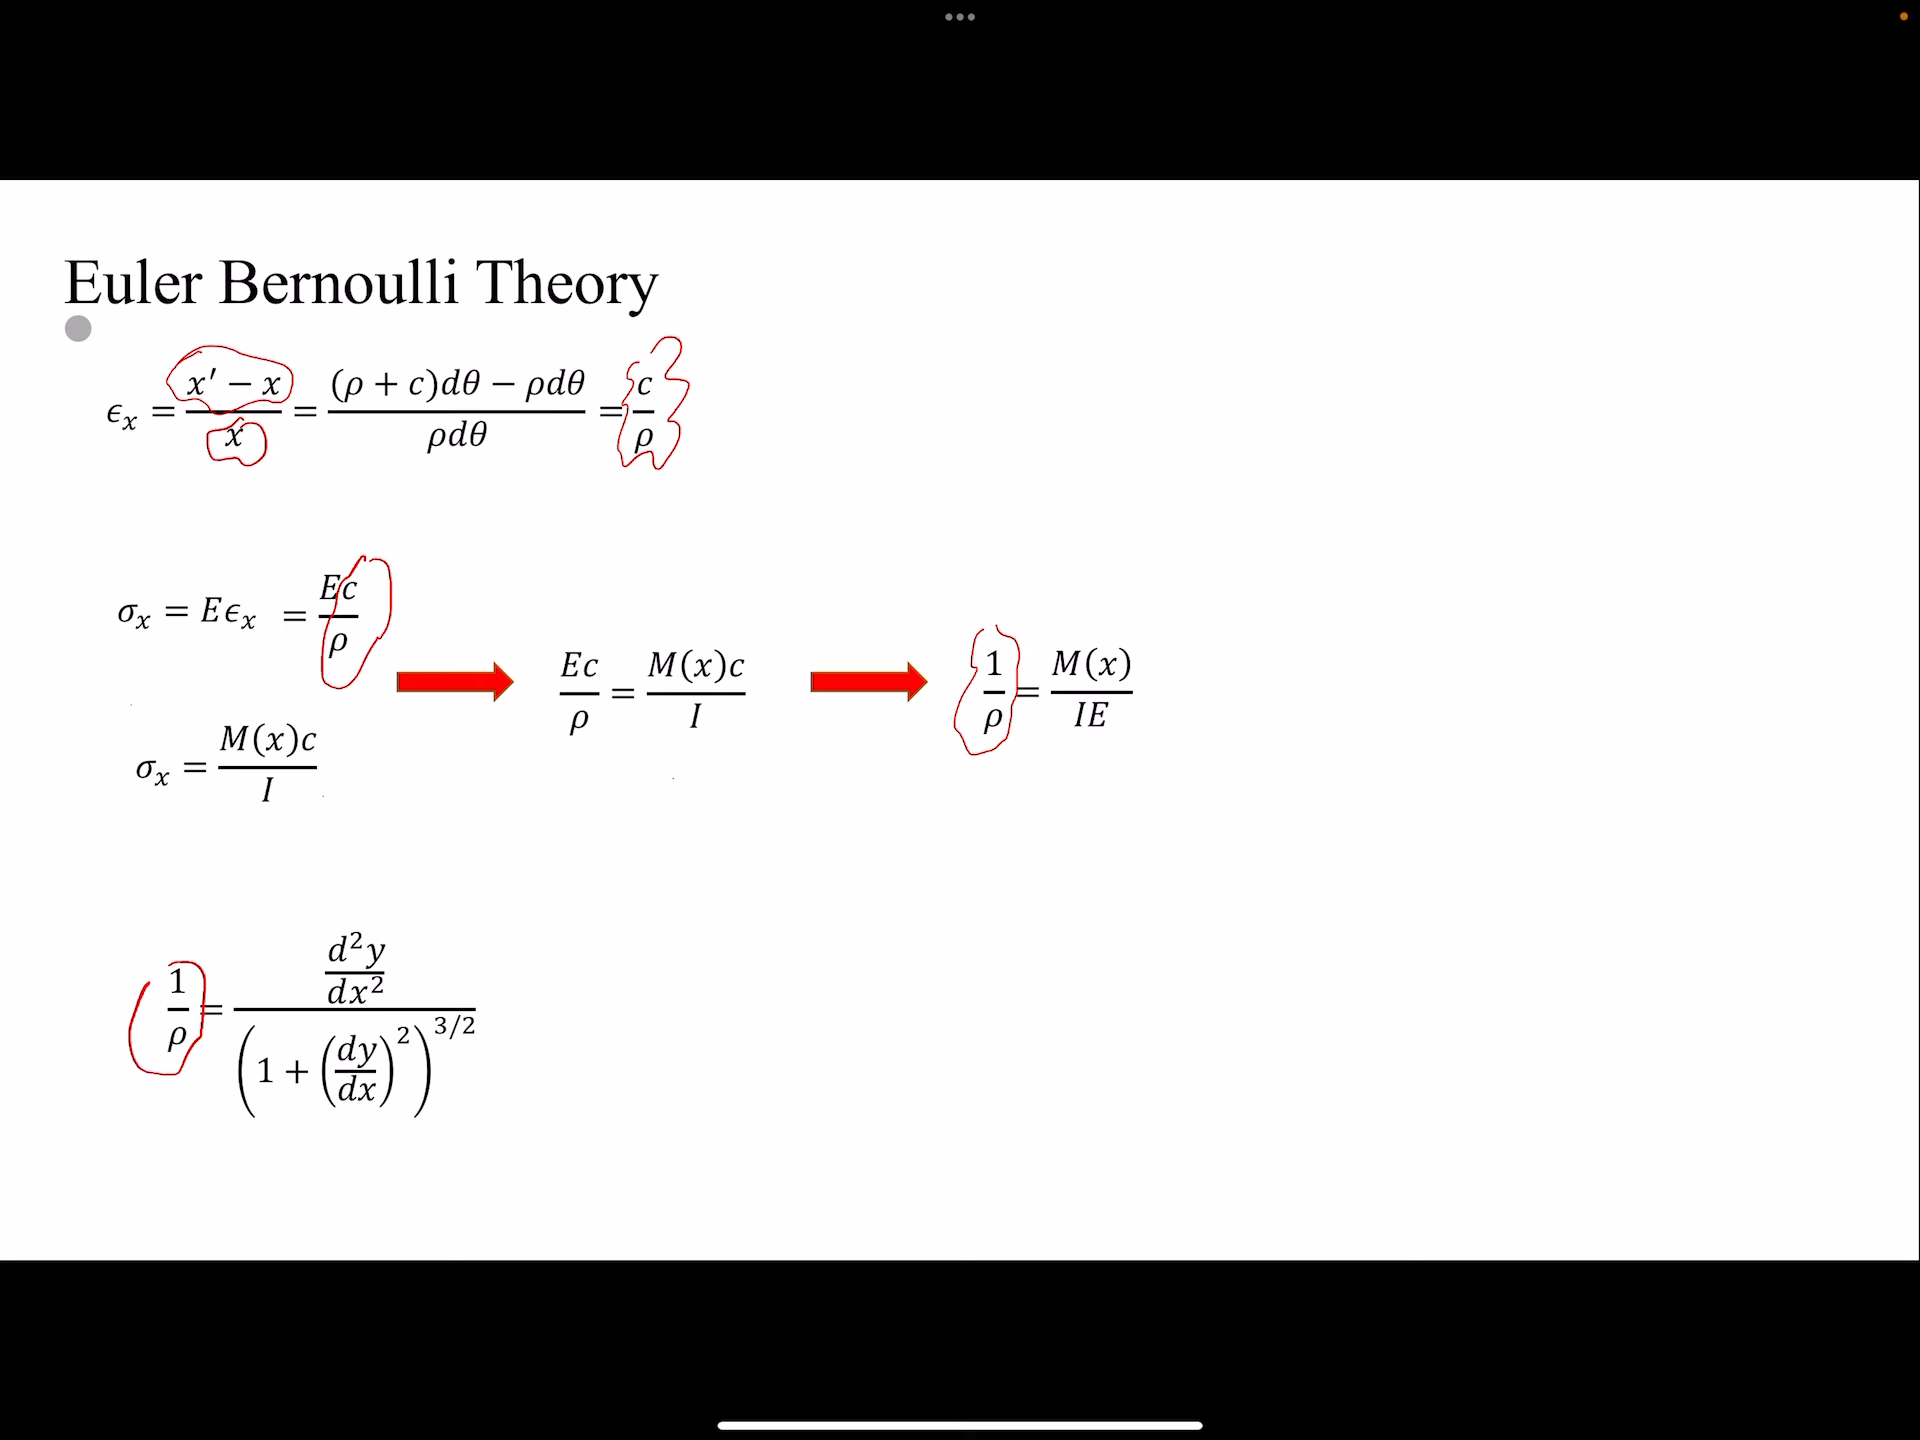 Euler Bernoulli Theory
ϵₓ = (x′ − x)/x = ((ρ + c)dθ − ρdθ)/(ρdθ) = c/ρ
σₓ = Eϵₓ = Ec/ρ
Ec/ρ = M(x)c/I
1/ρ = M(x)/IE
σₓ = M(x)c/I
1/ρ = (d²y/dx²)/(1 + (dy/dx)²)^(3/2)